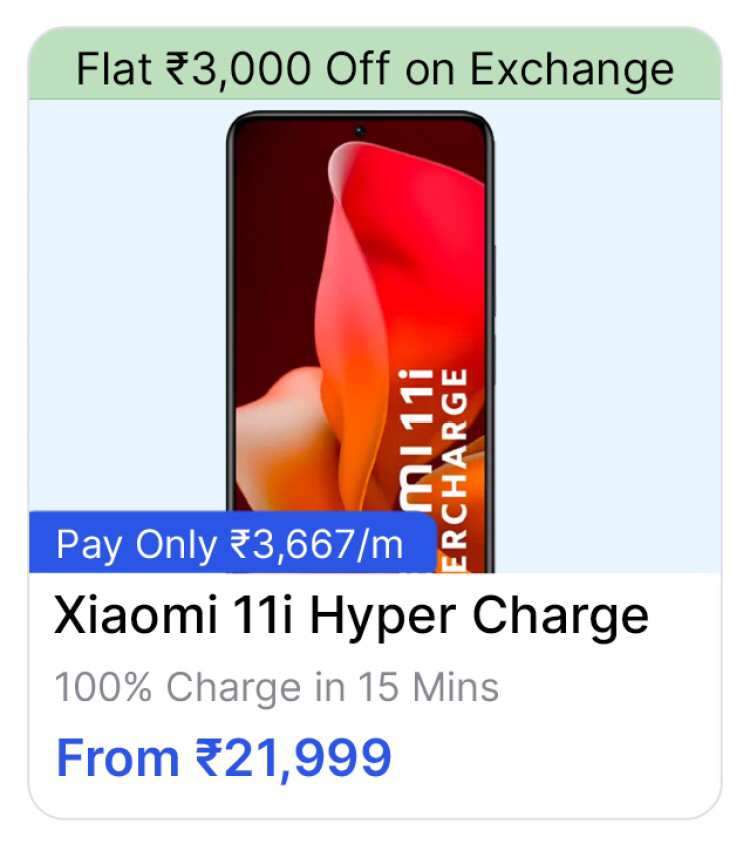 Flat ₹3,000 Off on Exchange
MI 11i
ERCHARGE
Pay Only ₹3,667/m
Xiaomi 11i Hyper Charge
100% Charge in 15 Mins
From ₹21,999